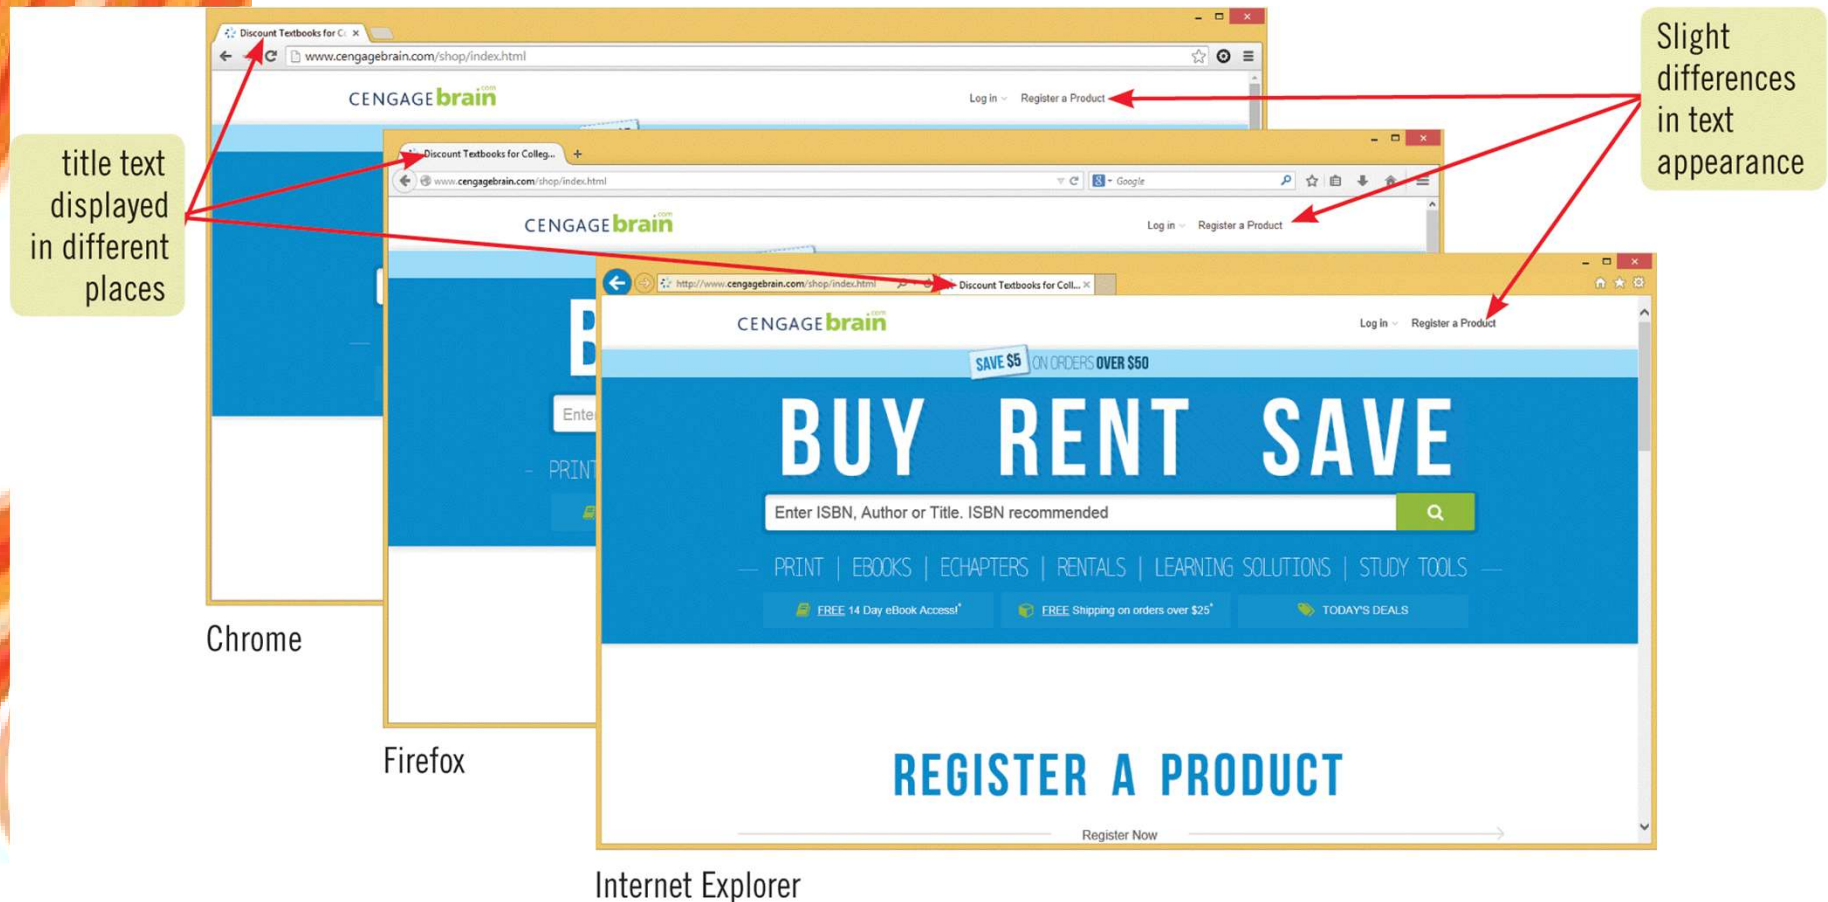 Discount Textbooks for C
www.cengagebrain.com/shop/index.html
CENGAGEbrain.com
Log in
Register a Product
Slight
differences
in text
appearance
title text
displayed
in different
places
Discount Textbooks for Colleg...
www.cengagebrain.com/shop/index.html
Google
CENGAGEbrain.com
Log in
Register a Product
Enter
PRINT
http://www.cengagebrain.com/shop/index.html
Discount Textbooks for Coll...
CENGAGEbrain.com
Log in
Register a Product
SAVE $5 ON ORDERS OVER $50
BUY RENT SAVE
Enter ISBN, Author or Title. ISBN recommended
PRINT | EBOOKS | ECHAPTERS | RENTALS | LEARNING SOLUTIONS | STUDY TOOLS
FREE 14 Day eBook Access!*
FREE Shipping on orders over $25*
TODAY'S DEALS
REGISTER A PRODUCT
Register Now
Chrome
Firefox
Internet Explorer